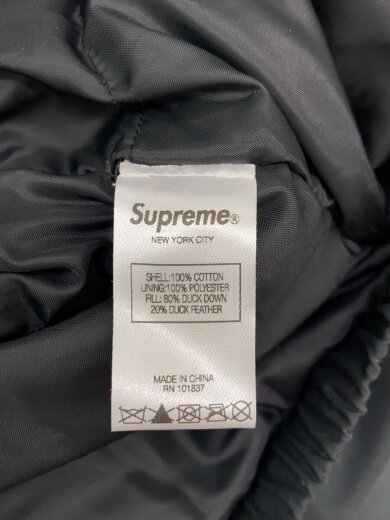 Supreme®
NEW YORK CITY
SHELL:100% COTTON
LINING:100% POLYESTER
FILL: 80% DUCK DOWN
20% DUCK FEATHER
MADE IN CHINA
RN 101837